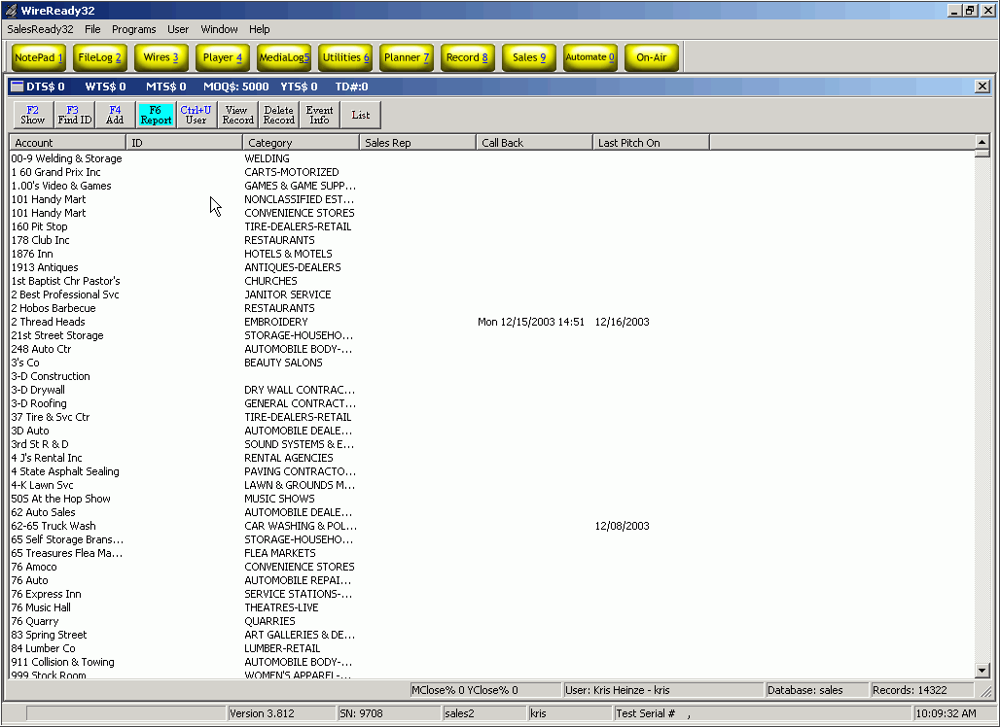 WireReady32
SalesReady32 File Programs User Window Help
NotePad 1 FileLog 2 Wires 3 Player 4 MediaLog5 Utilities 6 Planner 7 Record 8 Sales 9 Automate 0 On-Air
DTS$ 0 WTS$ 0 MTS$ 0 MOQ$: 5000 YTS$ 0 TD#:0
F2 Show F3 Find ID F4 Add F6 Report Ctrl+U User View Record Delete Record Event Info List
Account ID Category Sales Rep Call Back Last Pitch On
00-9 Welding & Storage WELDING
1 60 Grand Prix Inc CARTS-MOTORIZED
1.00's Video & Games GAMES & GAME SUPP...
101 Handy Mart NONCLASSIFIED EST...
101 Handy Mart CONVENIENCE STORES
160 Pit Stop TIRE-DEALERS-RETAIL
178 Club Inc RESTAURANTS
1876 Inn HOTELS & MOTELS
1913 Antiques ANTIQUES-DEALERS
1st Baptist Chr Pastor's CHURCHES
2 Best Professional Svc JANITOR SERVICE
2 Hobos Barbecue RESTAURANTS
2 Thread Heads EMBROIDERY Mon 12/15/2003 14:51 12/16/2003
21st Street Storage STORAGE-HOUSEHO...
248 Auto Ctr AUTOMOBILE BODY-...
3's Co BEAUTY SALONS
3-D Construction
3-D Drywall DRY WALL CONTRAC...
3-D Roofing GENERAL CONTRACT...
37 Tire & Svc Ctr TIRE-DEALERS-RETAIL
3D Auto AUTOMOBILE DEALE...
3rd St R & D SOUND SYSTEMS & E...
4 J's Rental Inc RENTAL AGENCIES
4 State Asphalt Sealing PAVING CONTRACTO...
4-K Lawn Svc LAWN & GROUNDS M...
50S At the Hop Show MUSIC SHOWS
62 Auto Sales AUTOMOBILE DEALE...
62-65 Truck Wash CAR WASHING & POL... 12/08/2003
65 Self Storage Brans... STORAGE-HOUSEHO...
65 Treasures Flea Ma... FLEA MARKETS
76 Amoco CONVENIENCE STORES
76 Auto AUTOMOBILE REPAI...
76 Express Inn SERVICE STATIONS-...
76 Music Hall THEATRES-LIVE
76 Quarry QUARRIES
83 Spring Street ART GALLERIES & DE...
84 Lumber Co LUMBER-RETAIL
911 Collision & Towing AUTOMOBILE BODY-...
999 Stock Room WOMEN'S APPAREL-...
MClose% 0 YClose% 0 User: Kris Heinze - kris Database: sales Records: 14322
Version 3.812 SN: 9708 sales2 kris Test Serial # , 10:09:32 AM